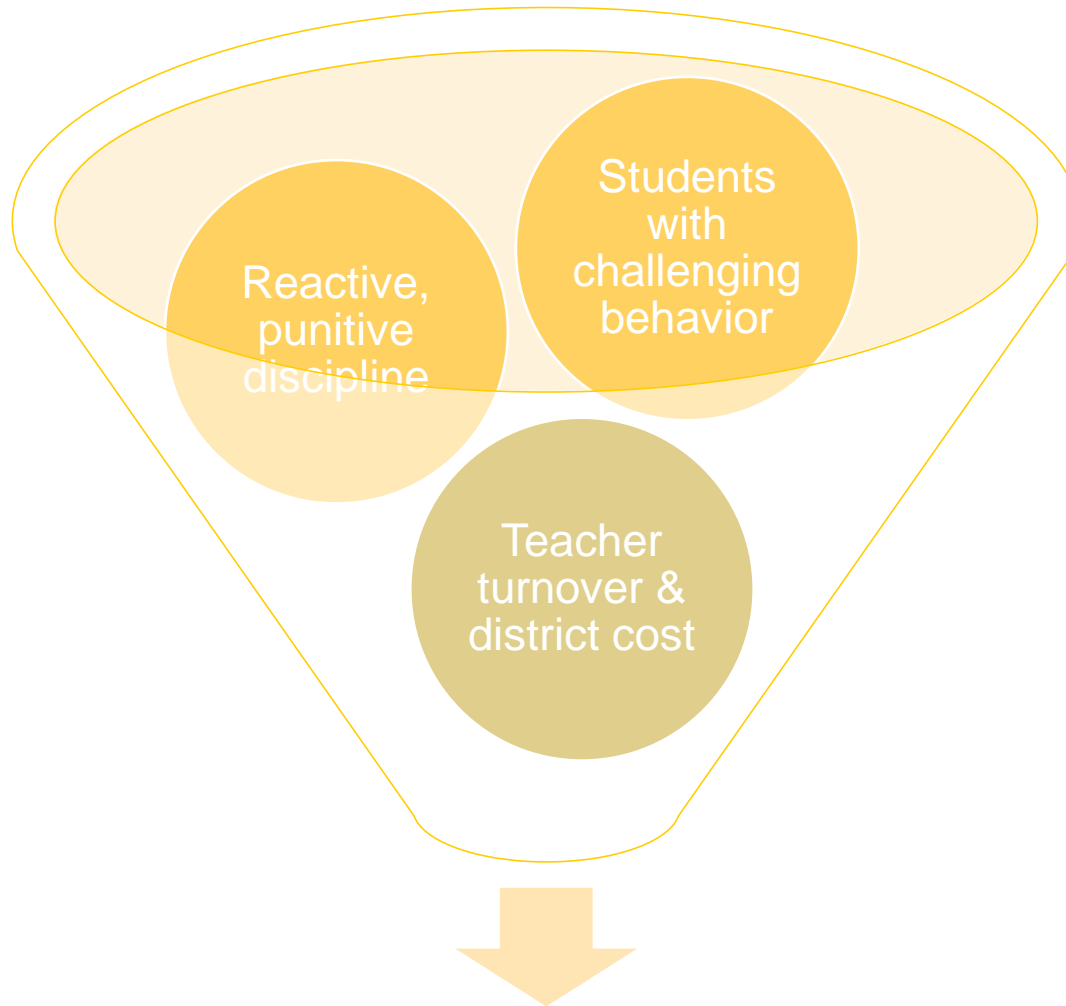 Students
with
challenging
behavior
Reactive,
punitive
discipline
Teacher
turnover &
district cost